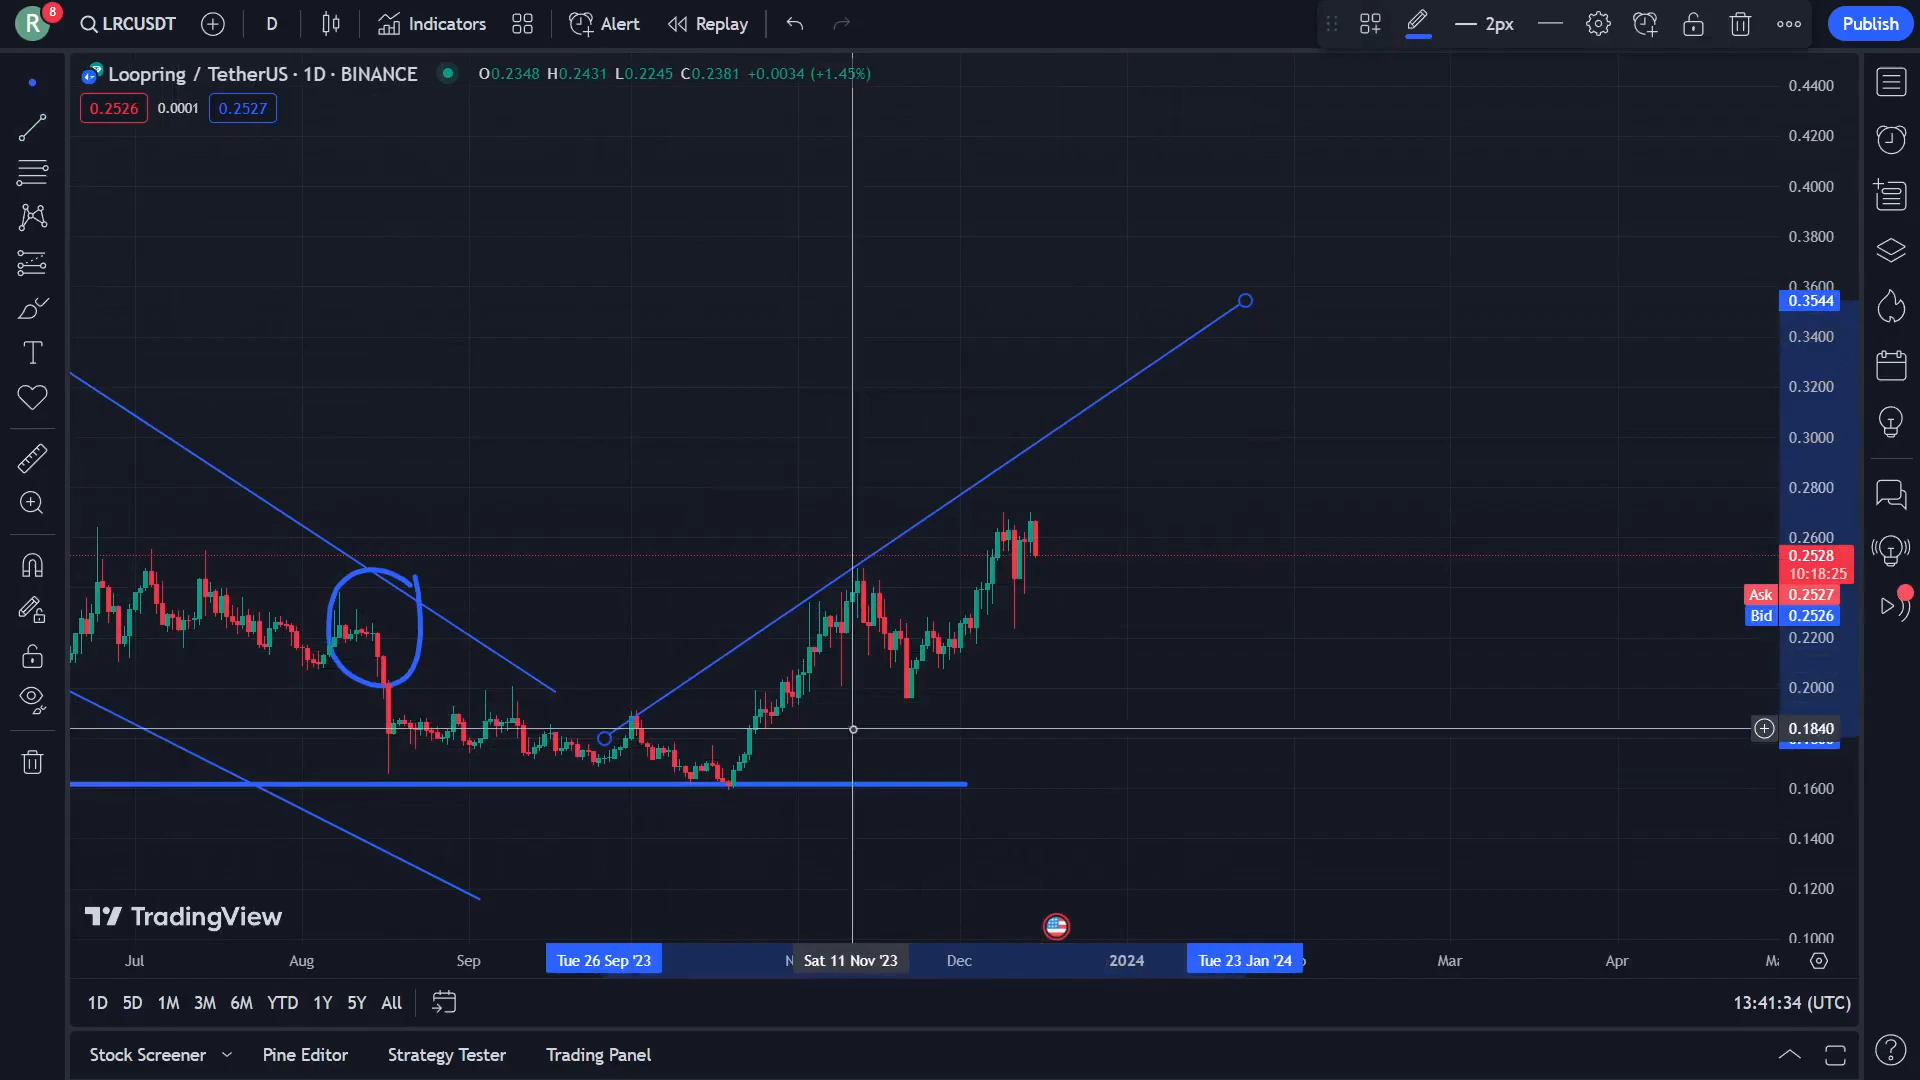 R 8 LRCUSDT D Indicators Alert Replay 2px Publish
Loopring / TetherUS · 1D · BINANCE O0.2348 H0.2431 L0.2245 C0.2381 +0.0034 (+1.45%)
0.2526 0.0001 0.2527
0.4400
0.4200
0.4000
0.3800
0.3600
0.3544
0.3400
0.3200
0.3000
0.2800
0.2600
0.2528
10:18:25
Ask 0.2527
Bid 0.2526
0.2200
0.2000
0.1840
0.1600
0.1400
0.1200
0.1000
TradingView
Jul Aug Sep Tue 26 Sep '23 N Sat 11 Nov '23 Dec 2024 Tue 23 Jan '24 Mar Apr
1D 5D 1M 3M 6M YTD 1Y 5Y All 13:41:34 (UTC)
Stock Screener Pine Editor Strategy Tester Trading Panel